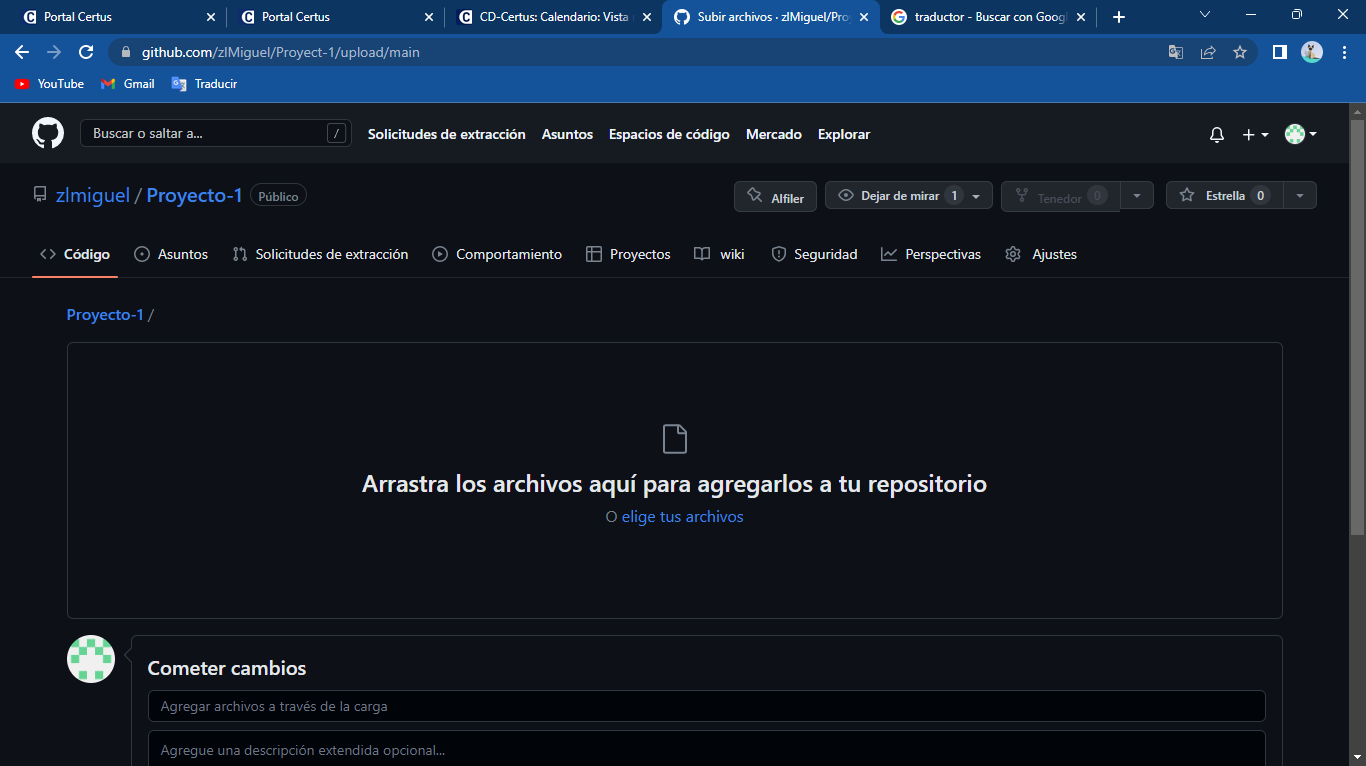 Portal Certus
Portal Certus
CD-Certus: Calendario: Vista
Subir archivos · zlMiguel/Pro
traductor - Buscar con Googl
github.com/zlMiguel/Proyect-1/upload/main
YouTube
Gmail
Traducir
Buscar o saltar a...
/
Solicitudes de extracción
Asuntos
Espacios de código
Mercado
Explorar
zlmiguel / Proyecto-1
Público
Alfiler
Dejar de mirar 1
Tenedor 0
Estrella 0
Código
Asuntos
Solicitudes de extracción
Comportamiento
Proyectos
wiki
Seguridad
Perspectivas
Ajustes
Proyecto-1 /
Arrastra los archivos aquí para agregarlos a tu repositorio
O elige tus archivos
Cometer cambios
Agregar archivos a través de la carga
Agregue una descripción extendida opcional...